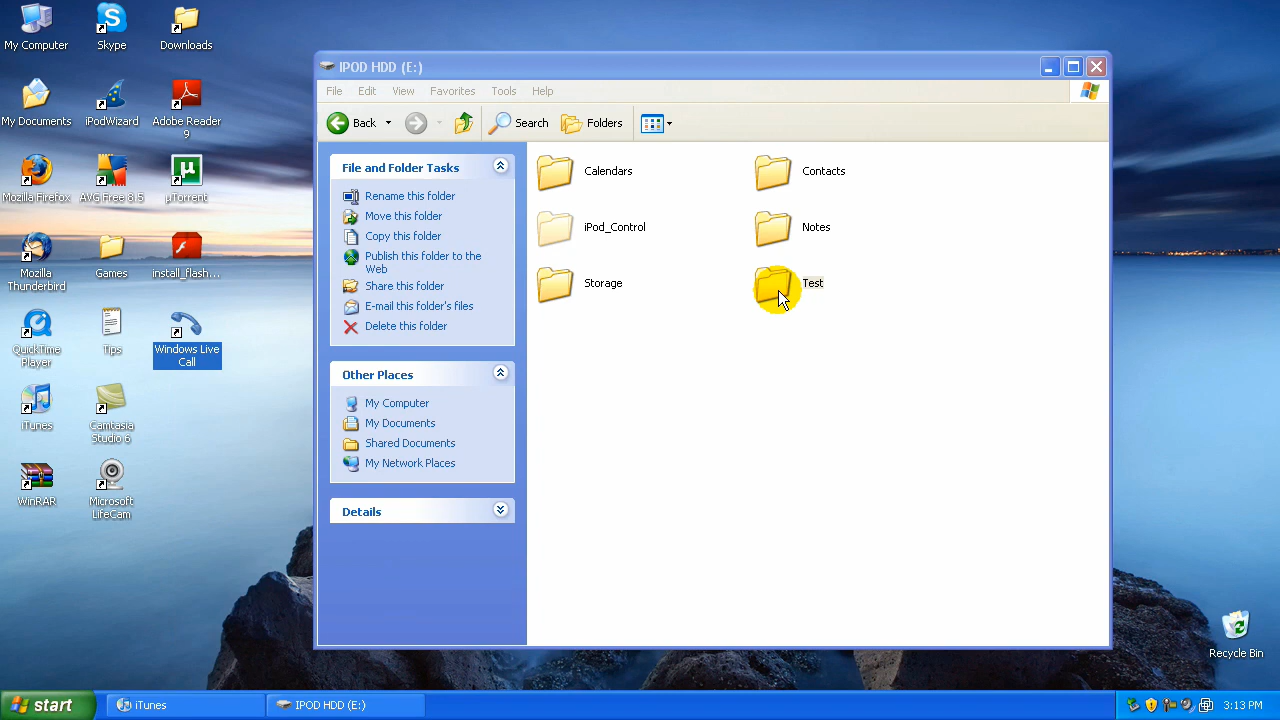 My Computer
Skype
Downloads
My Documents
iPodWizard
Adobe Reader
9
Mozilla Firefox
AVG Free 8.5
µTorrent
Mozilla
Thunderbird
Games
install_flash...
QuickTime
Player
Tips
Windows Live
Call
iTunes
Camtasia
Studio 6
WinRAR
Microsoft
LifeCam
IPOD HDD (E:)
File Edit View Favorites Tools Help
Back Search Folders
File and Folder Tasks
Rename this folder
Move this folder
Copy this folder
Publish this folder to the
Web
Share this folder
E-mail this folder's files
Delete this folder
Other Places
My Computer
My Documents
Shared Documents
My Network Places
Details
Calendars
Contacts
iPod_Control
Notes
Storage
Test
Recycle Bin
start
iTunes
IPOD HDD (E:)
3:13 PM